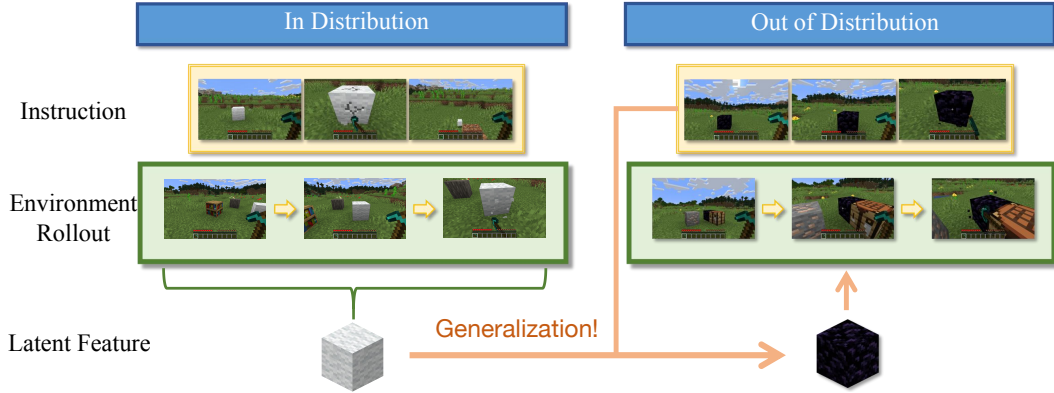 In Distribution
Out of Distribution
Instruction
Environment
Rollout
Latent Feature
Generalization!